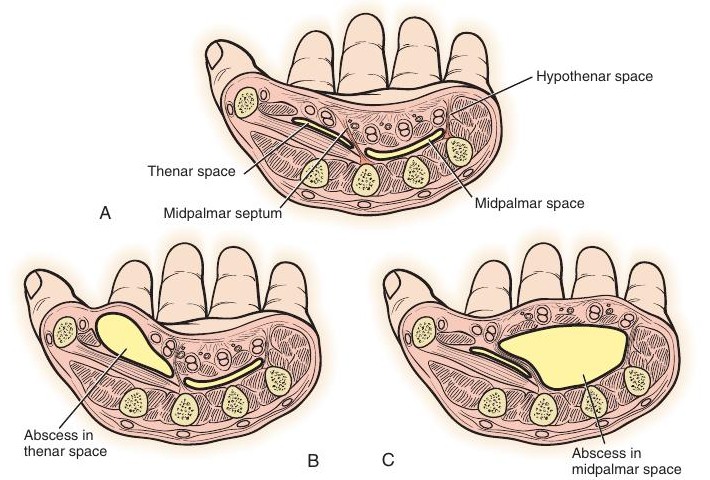 Hypothenar space
Thenar space
Midpalmar septum
Midpalmar space
A
Abscess in
thenar space
B
C
Abscess in
midpalmar space